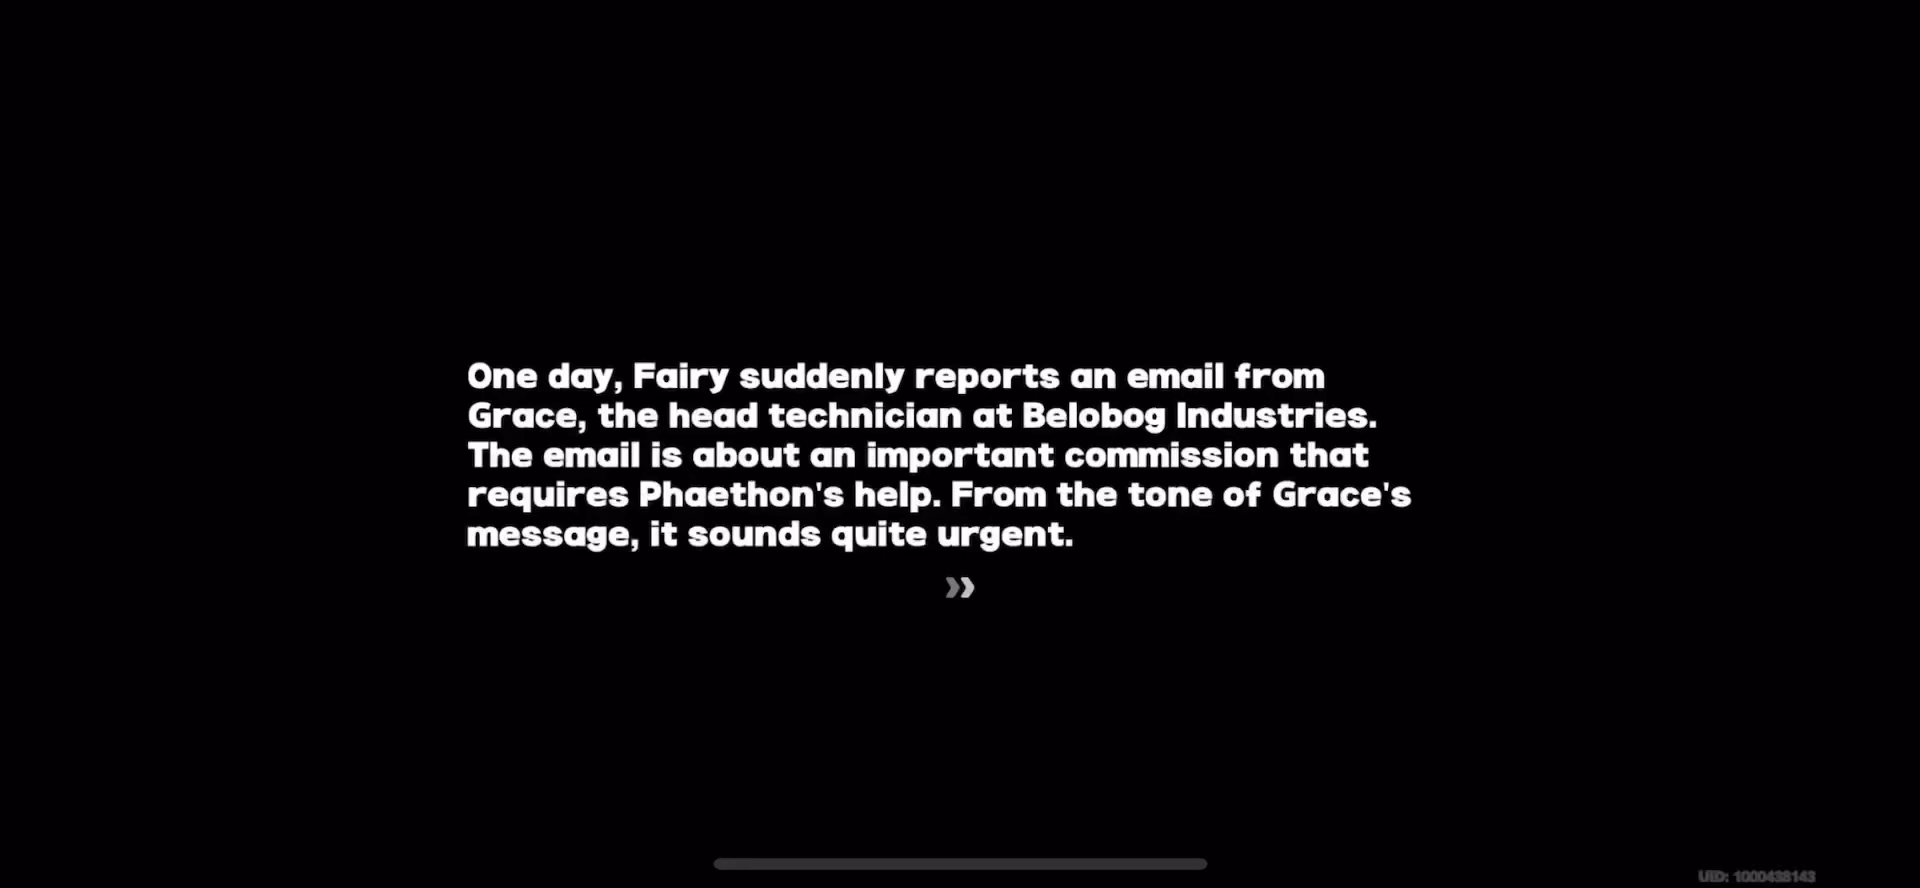 One day, Fairy suddenly reports an email from
Grace, the head technician at Belobog Industries.
The email is about an important commission that
requires Phaethon's help. From the tone of Grace's
message, it sounds quite urgent.
UID: 1000438143